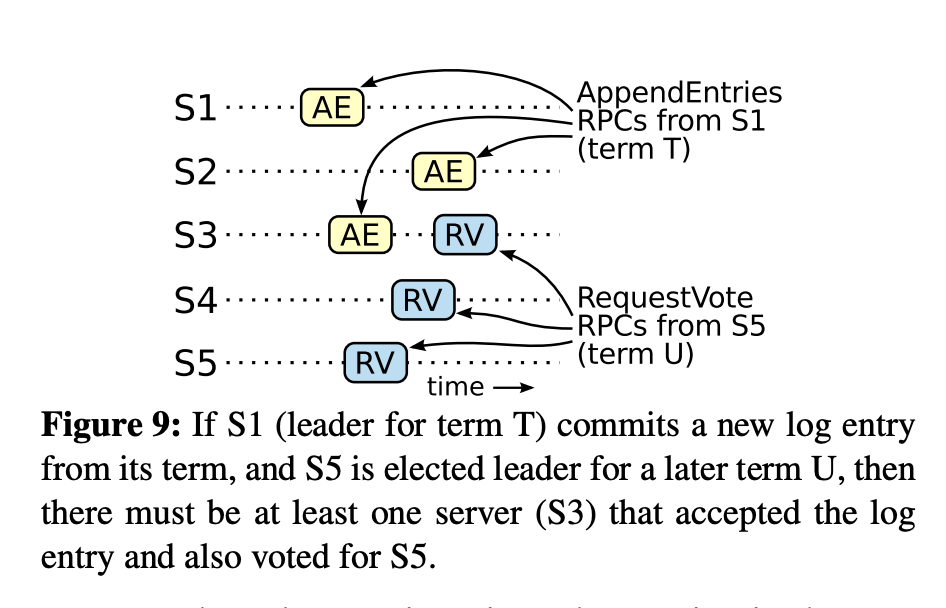 S1
AE
AppendEntries
RPCs from S1
(term T)
S2
AE
S3
AE
RV
S4
RV
RequestVote
RPCs from S5
(term U)
S5
RV
time
Figure 9: If S1 (leader for term T) commits a new log entry
from its term, and S5 is elected leader for a later term U, then
there must be at least one server (S3) that accepted the log
entry and also voted for S5.